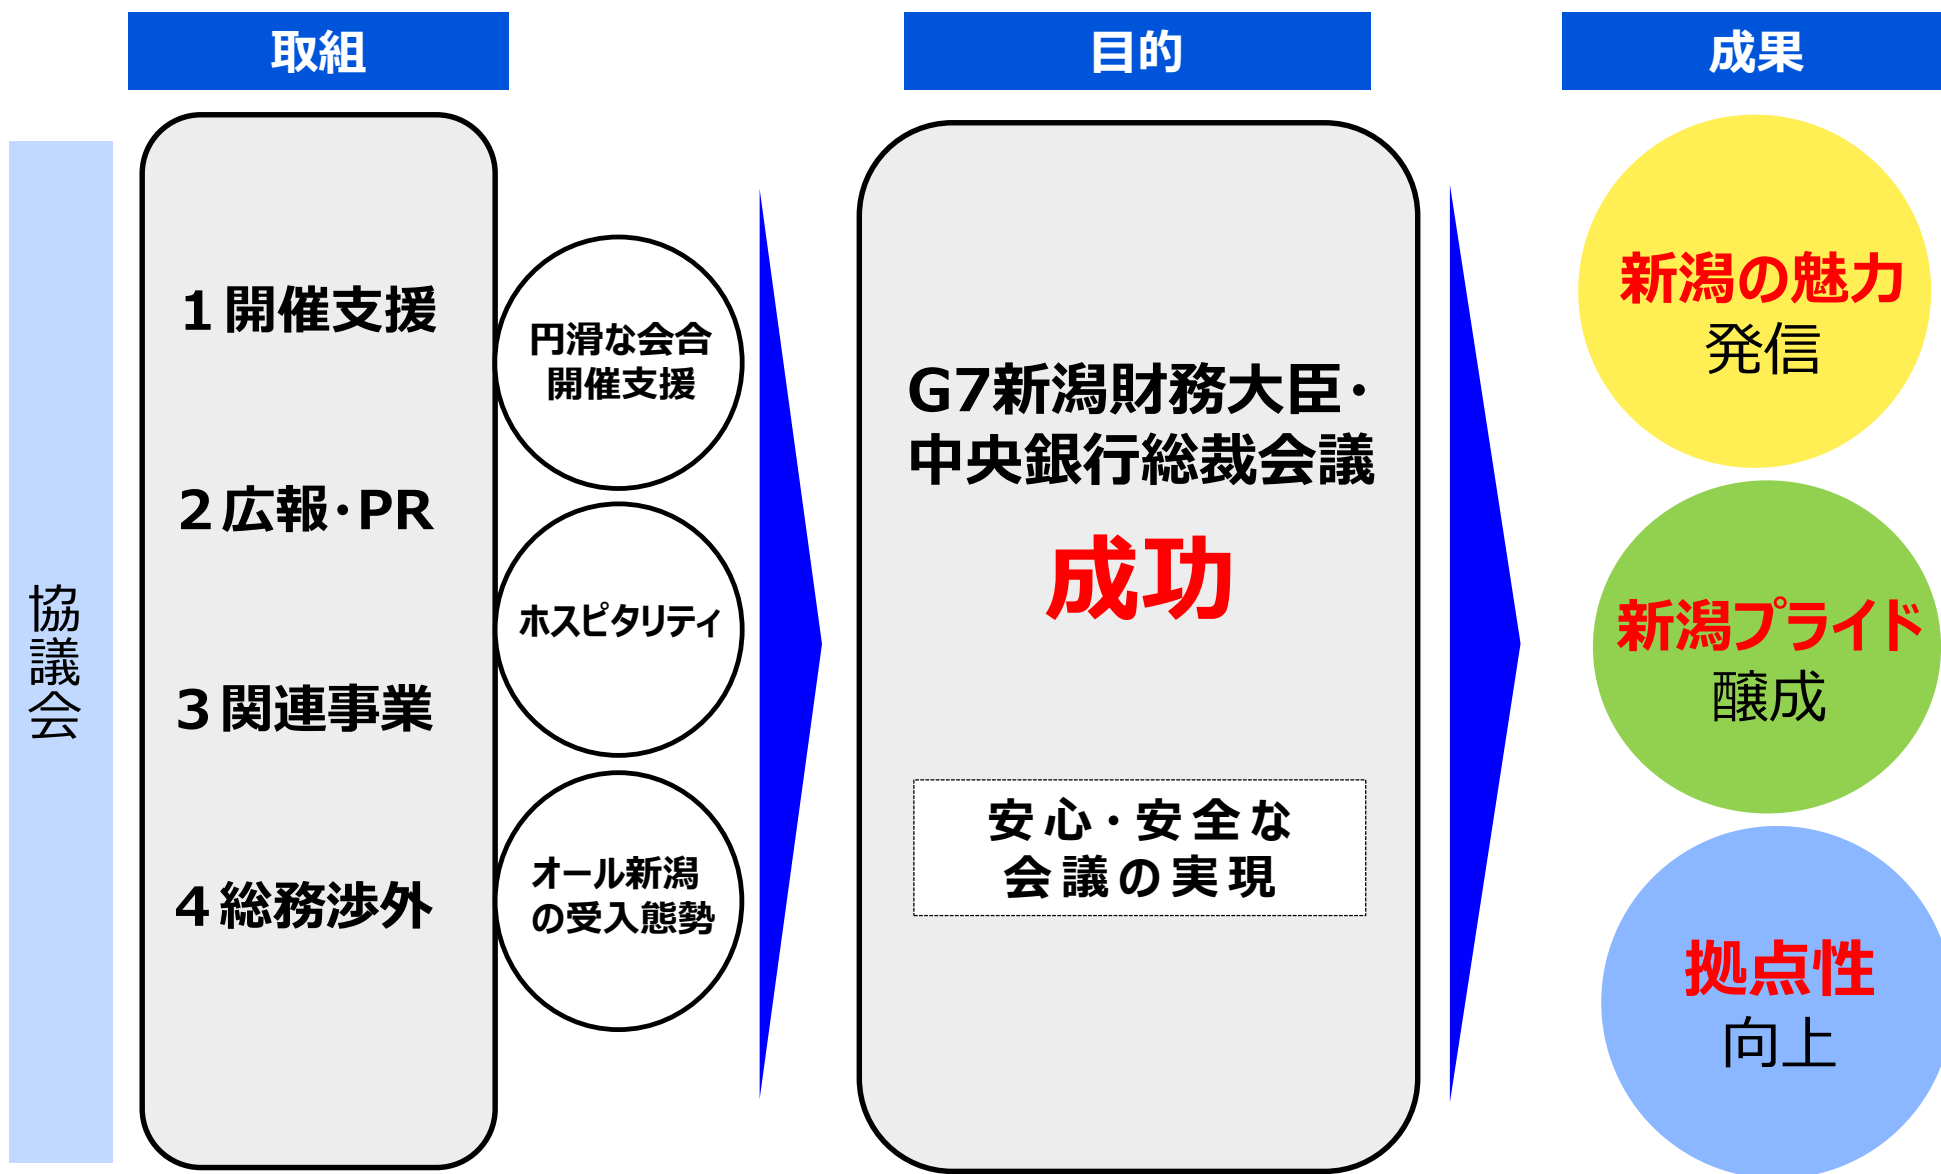 取組
目的
成果
協議会
1開催支援
2広報・PR
3関連事業
4総務渉外
円滑な会合
開催支援
ホスピタリティ
オール新潟
の受入態勢
G7新潟財務大臣・
中央銀行総裁会議
成功
安心・安全な
会議の実現
新潟の魅力
発信
新潟プライド
醸成
拠点性
向上